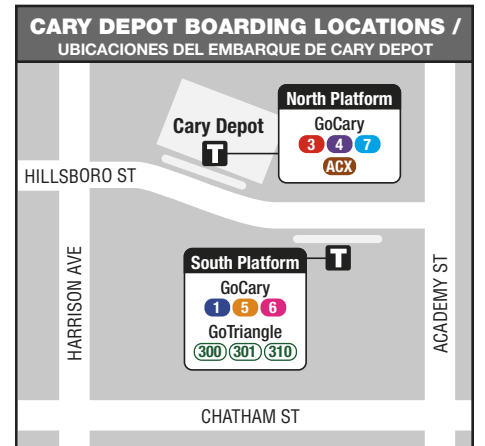 CARY DEPOT BOARDING LOCATIONS /
UBICACIONES DEL EMBARQUE DE CARY DEPOT
North Platform
GoCary
3 4 7
ACX
Cary Depot
T
HILLSBORO ST
T
South Platform
GoCary
1 5 6
GoTriangle
300 301 310
HARRISON AVE
ACADEMY ST
CHATHAM ST